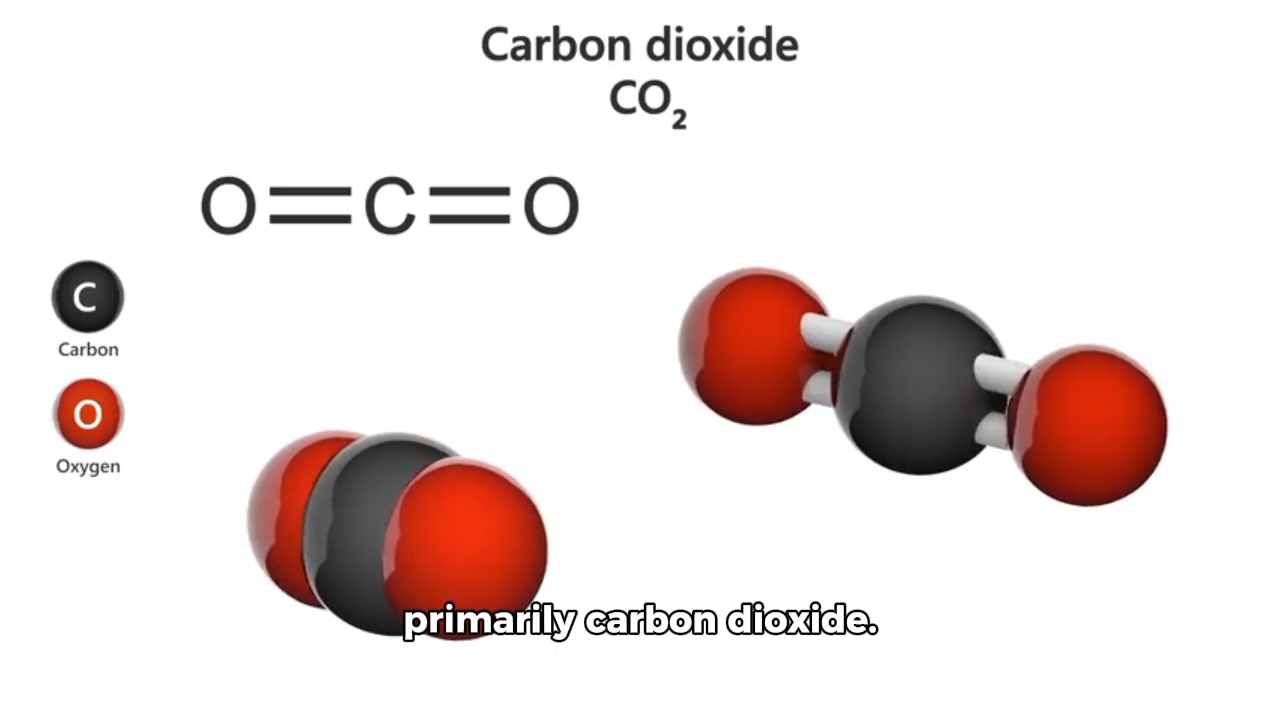 Carbon dioxide
CO₂
O=C=O
C
Carbon
O
Oxygen
primarily carbon dioxide.